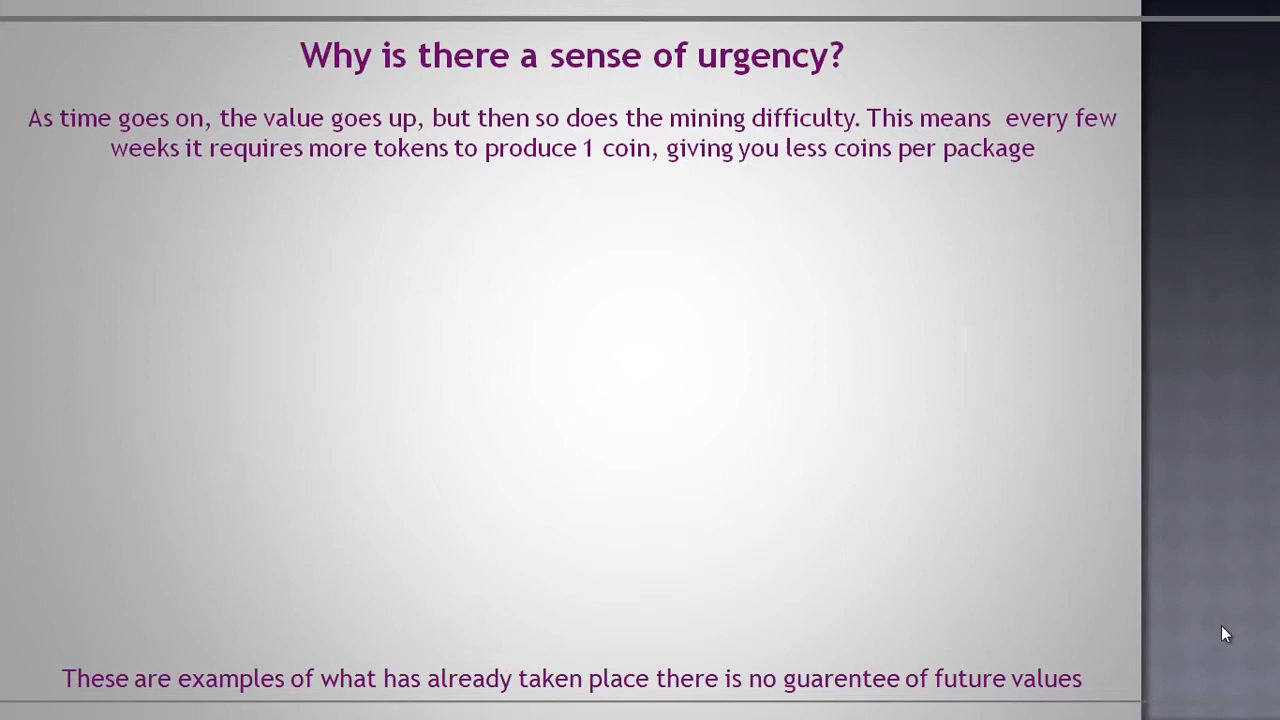 Why is there a sense of urgency?
As time goes on, the value goes up, but then so does the mining difficulty. This means  every few
weeks it requires more tokens to produce 1 coin, giving you less coins per package
These are examples of what has already taken place there is no guarentee of future values